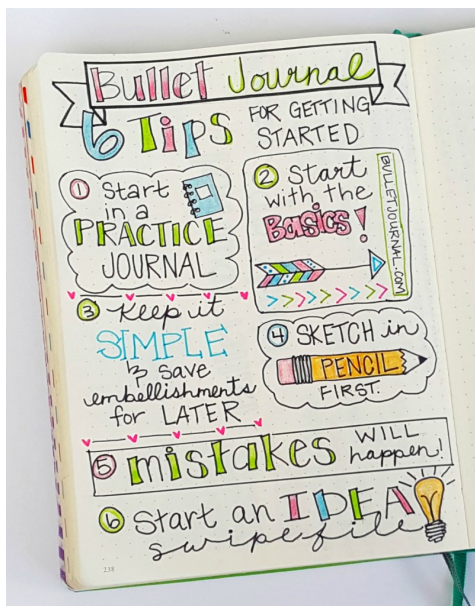 Bullet Journal
6 Tips FOR GETTING
STARTED
1 Start
in a
PRACTICE
JOURNAL
2 Start
with the
Basics!
BULLETJOURNAL.COM
3 Keep it
SIMPLE
& save
embellishments
for LATER
4 SKETCH in
PENCIL
FIRST.
5 mistakes WILL
happen!
6 Start an IDEA
swipefile
238